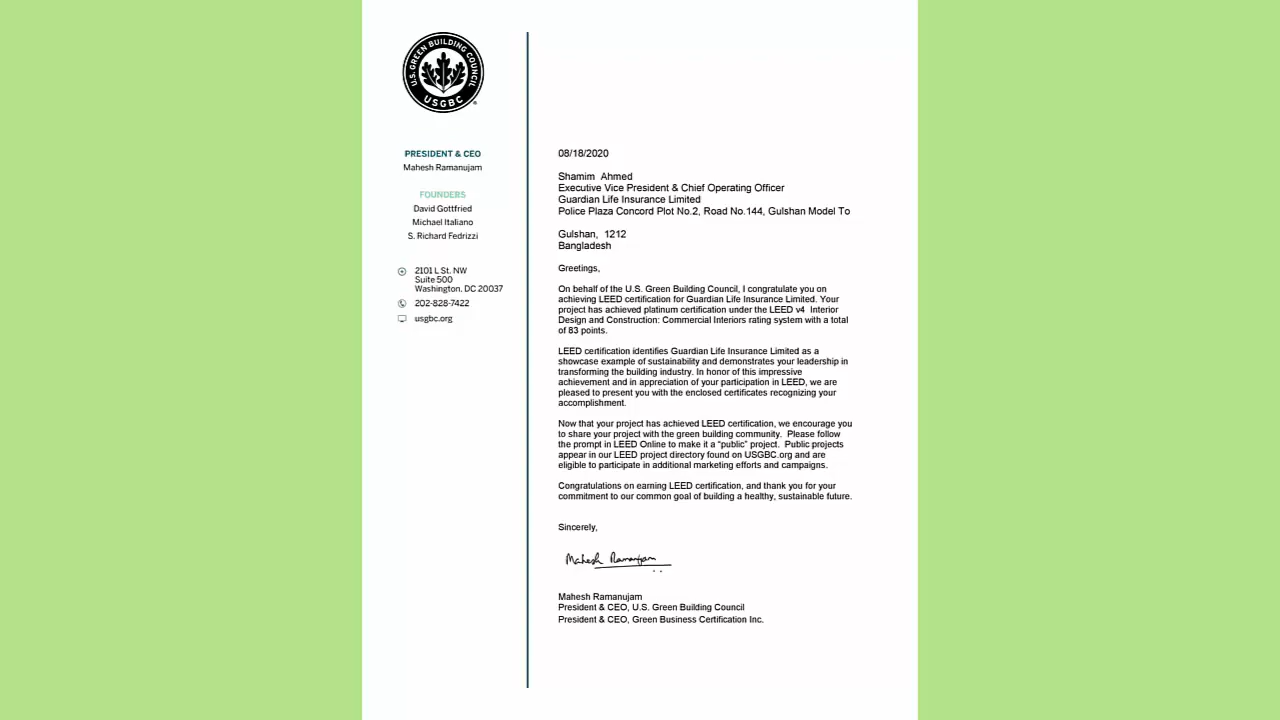 U.S. GREEN BUILDING COUNCIL
USGBC
PRESIDENT & CEO
Mahesh Ramanujam
FOUNDERS
David Gottfried
Michael Italiano
S. Richard Fedrizzi
2101 L St. NW
Suite 500
Washington, DC 20037
202-828-7422
usgbc.org
08/18/2020
Shamim  Ahmed
Executive Vice President & Chief Operating Officer
Guardian Life Insurance Limited
Police Plaza Concord Plot No.2, Road No.144, Gulshan Model To
Gulshan,  1212
Bangladesh
Greetings,
On behalf of the U.S. Green Building Council, I congratulate you on
achieving LEED certification for Guardian Life Insurance Limited. Your
project has achieved platinum certification under the LEED v4  Interior
Design and Construction: Commercial Interiors rating system with a total
of 83 points.
LEED certification identifies Guardian Life Insurance Limited as a
showcase example of sustainability and demonstrates your leadership in
transforming the building industry. In honor of this impressive
achievement and in appreciation of your participation in LEED, we are
pleased to present you with the enclosed certificates recognizing your
accomplishment.
Now that your project has achieved LEED certification, we encourage you
to share your project with the green building community.  Please follow
the prompt in LEED Online to make it a “public” project.  Public projects
appear in our LEED project directory found on USGBC.org and are
eligible to participate in additional marketing efforts and campaigns.
Congratulations on earning LEED certification, and thank you for your
commitment to our common goal of building a healthy, sustainable future.
Sincerely,
Mahesh Ramanujam
Mahesh Ramanujam
President & CEO, U.S. Green Building Council
President & CEO, Green Business Certification Inc.